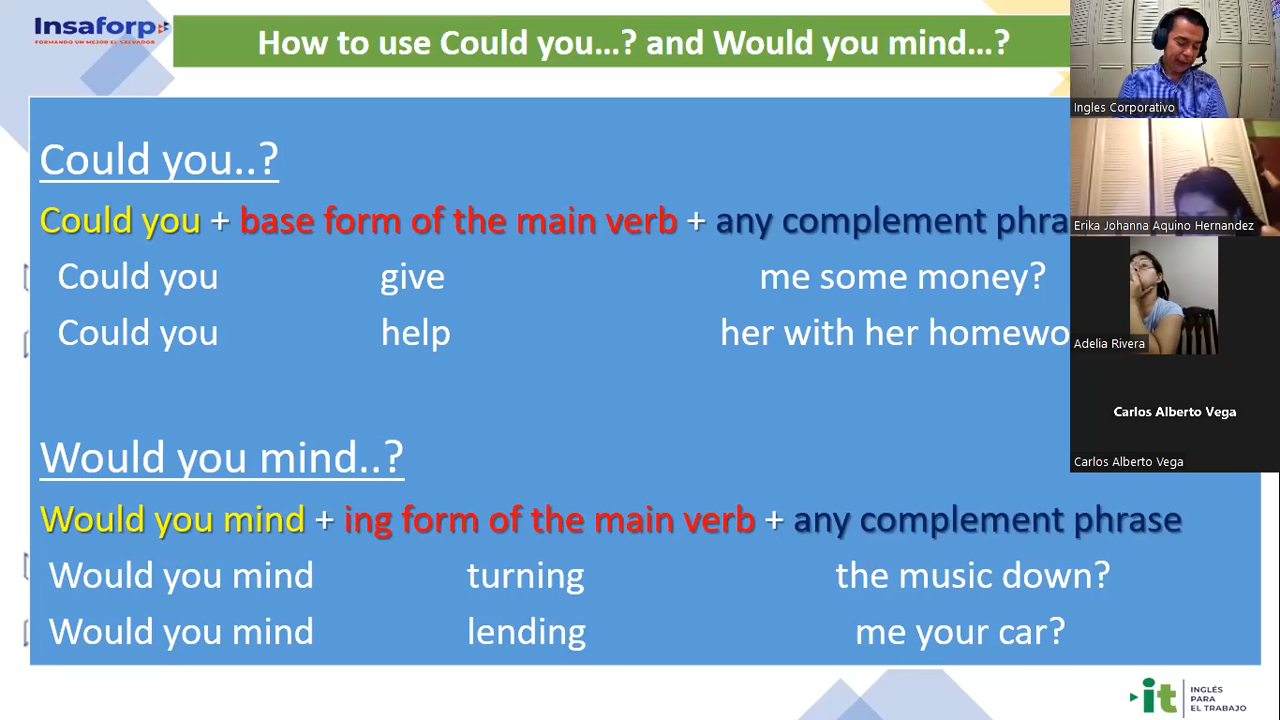 Insaforp
FORMANDO UN MEJOR EL SALVADOR
How to use Could you...? and Would you mind...?
Ingles Corporativo
Erika Johanna Aquino Hernandez
Adelia Rivera
Carlos Alberto Vega
Carlos Alberto Vega
Could you..?
Could you + base form of the main verb + any complement phra
Could you give me some money?
Could you help her with her homewo
Would you mind..?
Would you mind + ing form of the main verb + any complement phrase
Would you mind turning the music down?
Would you mind lending me your car?
it
INGLÉS
PARA
EL TRABAJO